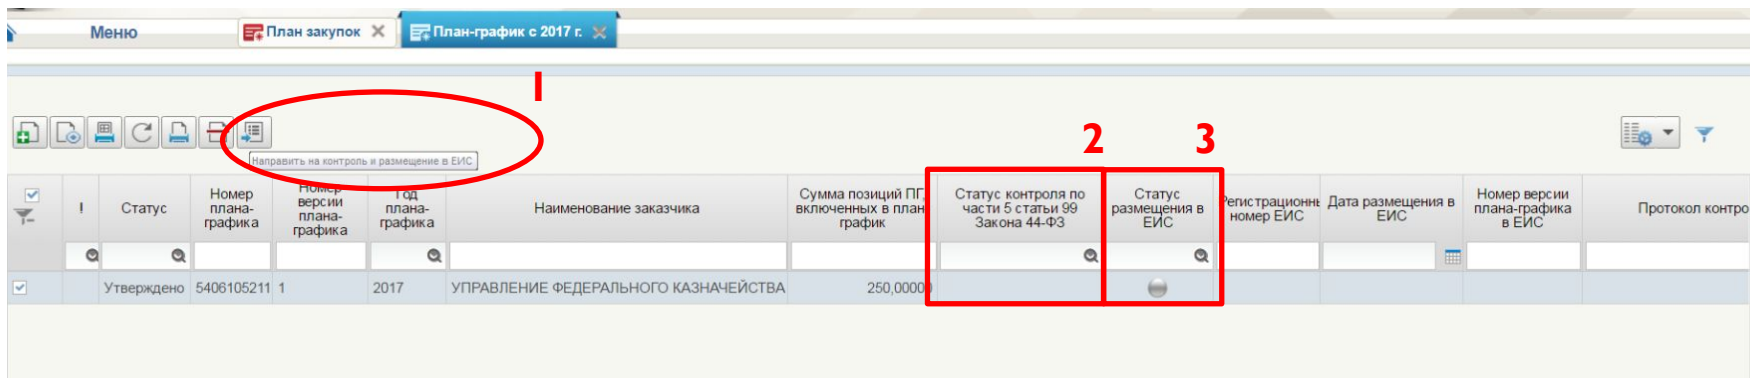 Меню
План закупок
План-график с 2017 г.
1
2
3
Направить на контроль и размещение в ЕИС
!
Статус
Номер
плана-
графика
Номер
версии
плана-
графика
Год
плана-
графика
Наименование заказчика
Сумма позиций ПГ,
включенных в план
график
Статус контроля по
части 5 статьи 99
Закона 44-ФЗ
Статус
размещения в
ЕИС
Регистрационн
номер ЕИС
Дата размещения в
ЕИС
Номер версии
плана-графика
в ЕИС
Протокол контро
Утверждено
5406105211
1
2017
УПРАВЛЕНИЕ ФЕДЕРАЛЬНОГО КАЗНАЧЕЙСТВА
250,00000